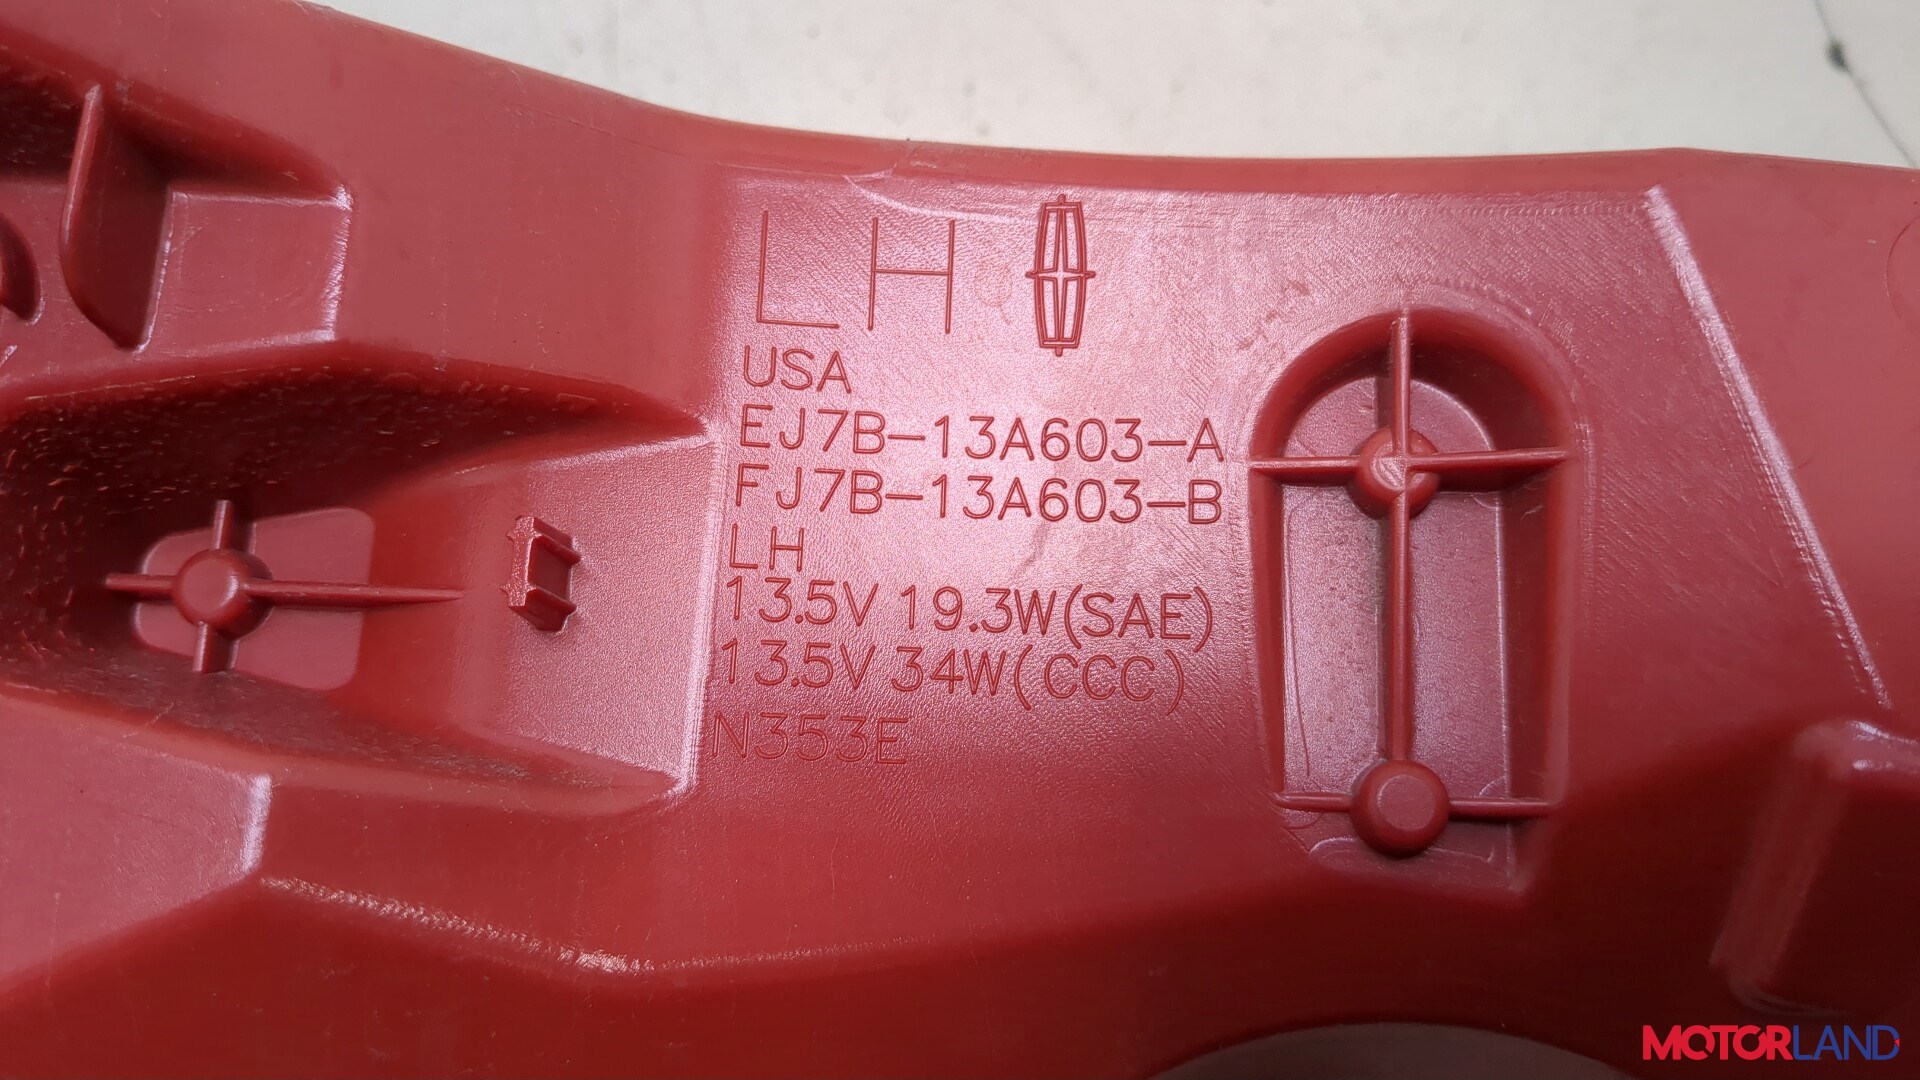 LH
USA
EJ7B-13A603-A
FJ7B-13A603-B
LH
13.5V 19.3W(SAE)
13.5V 34W(CCC)
N353E
MOTORLAND